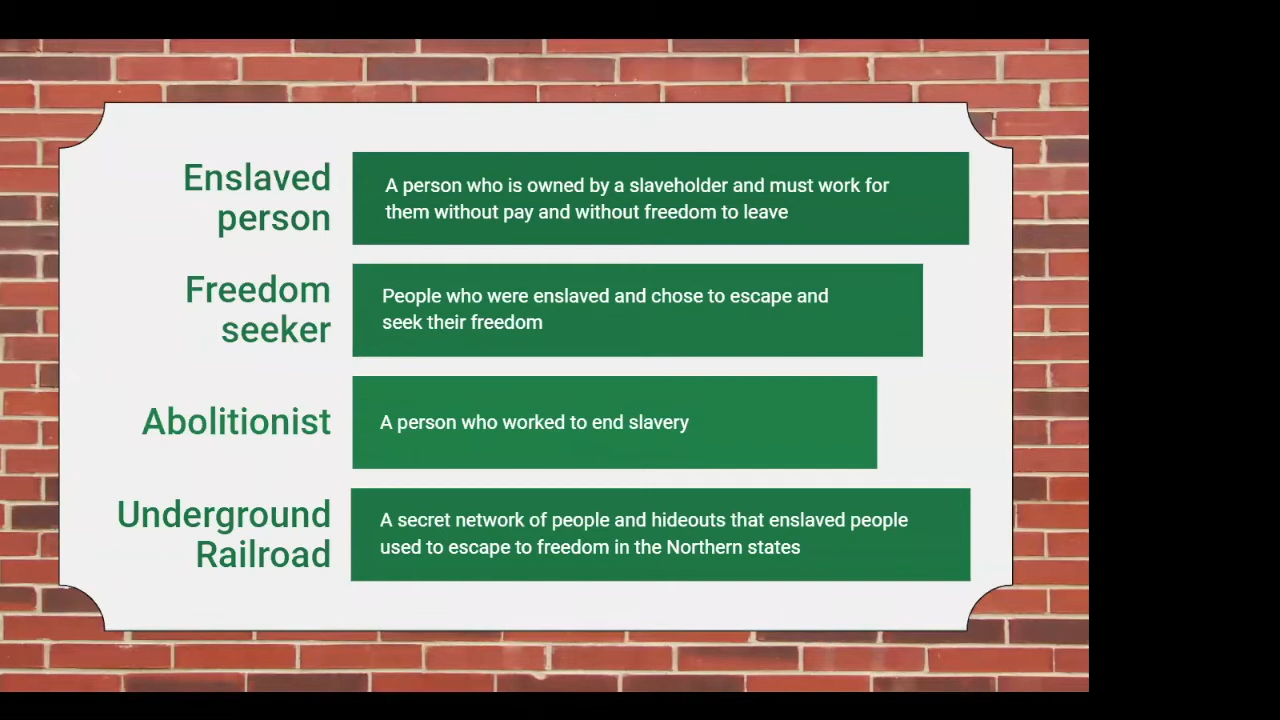 Enslaved
person
A person who is owned by a slaveholder and must work for
them without pay and without freedom to leave
Freedom
seeker
People who were enslaved and chose to escape and
seek their freedom
Abolitionist
A person who worked to end slavery
Underground
Railroad
A secret network of people and hideouts that enslaved people
used to escape to freedom in the Northern states